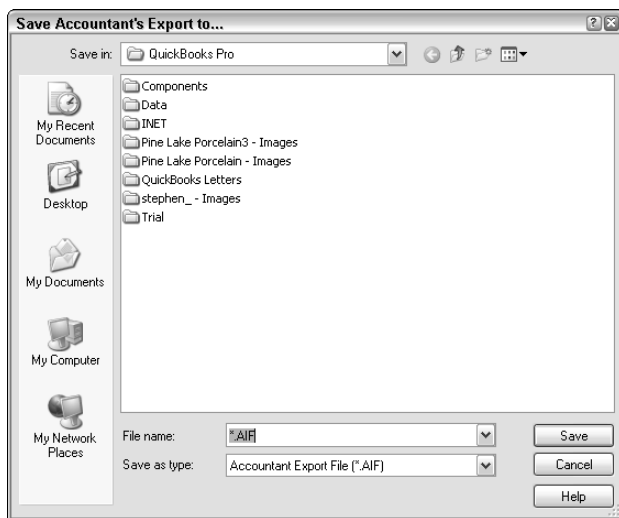 Save Accountant's Export to...
Save in:
QuickBooks Pro
My Recent
Documents
Desktop
My Documents
My Computer
My Network
Places
Components
Data
INET
Pine Lake Porcelain3 - Images
Pine Lake Porcelain - Images
QuickBooks Letters
stephen_ - Images
Trial
File name:
*.AIF
Save
Save as type:
Accountant Export File (*.AIF)
Cancel
Help